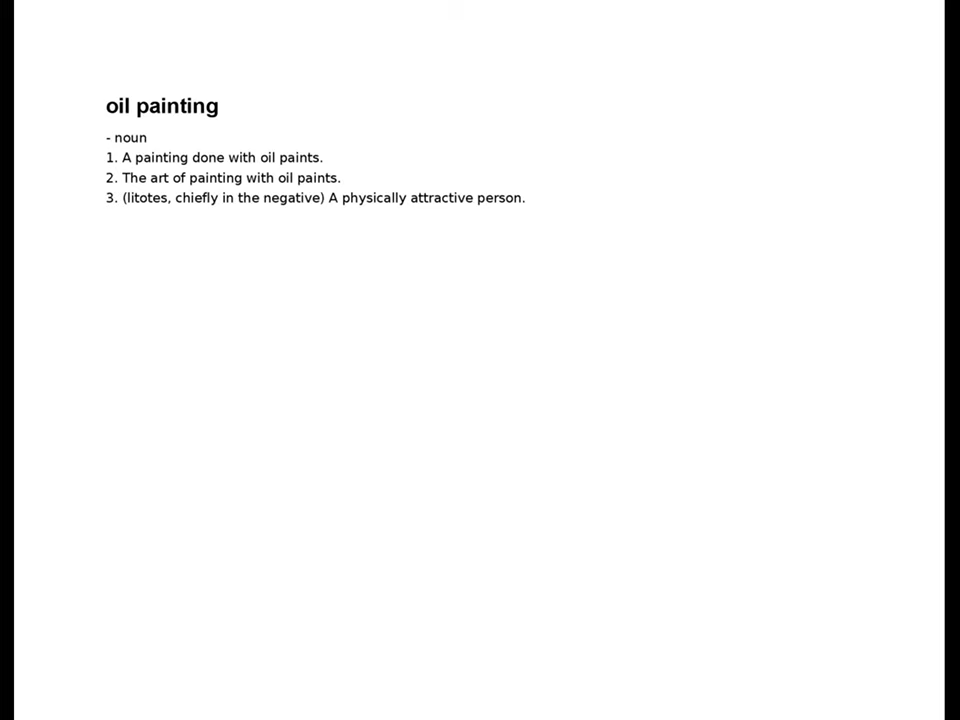 oil painting
- noun
1. A painting done with oil paints.
2. The art of painting with oil paints.
3. (litotes, chiefly in the negative) A physically attractive person.